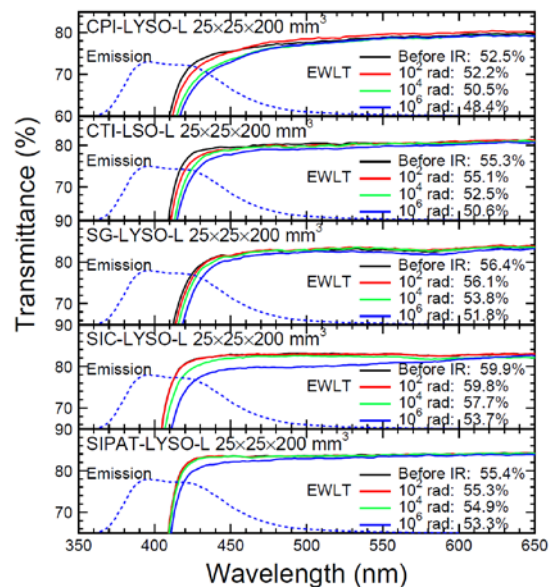 CPI-LYSO-L 25×25×200 mm³
Emission
EWLT
Before IR: 52.5%
10² rad: 52.2%
10⁴ rad: 50.5%
10⁶ rad: 48.4%
80
70
60
CTI-LSO-L 25×25×200 mm³
Emission
EWLT
Before IR: 55.3%
10² rad: 55.1%
10⁴ rad: 52.5%
10⁶ rad: 50.6%
80
70
90
SG-LYSO-L 25×25×200 mm³
Emission
EWLT
Before IR: 56.4%
10² rad: 56.1%
10⁴ rad: 53.8%
10⁶ rad: 51.8%
80
70
90
SIC-LYSO-L 25×25×200 mm³
Emission
EWLT
Before IR: 59.9%
10² rad: 59.8%
10⁴ rad: 57.7%
10⁶ rad: 53.7%
80
70
90
SIPAT-LYSO-L 25×25×200 mm³
Emission
EWLT
Before IR: 55.4%
10² rad: 55.3%
10⁴ rad: 54.9%
10⁶ rad: 53.3%
80
70
Transmittance (%)
350 400 450 500 550 600 650
Wavelength (nm)